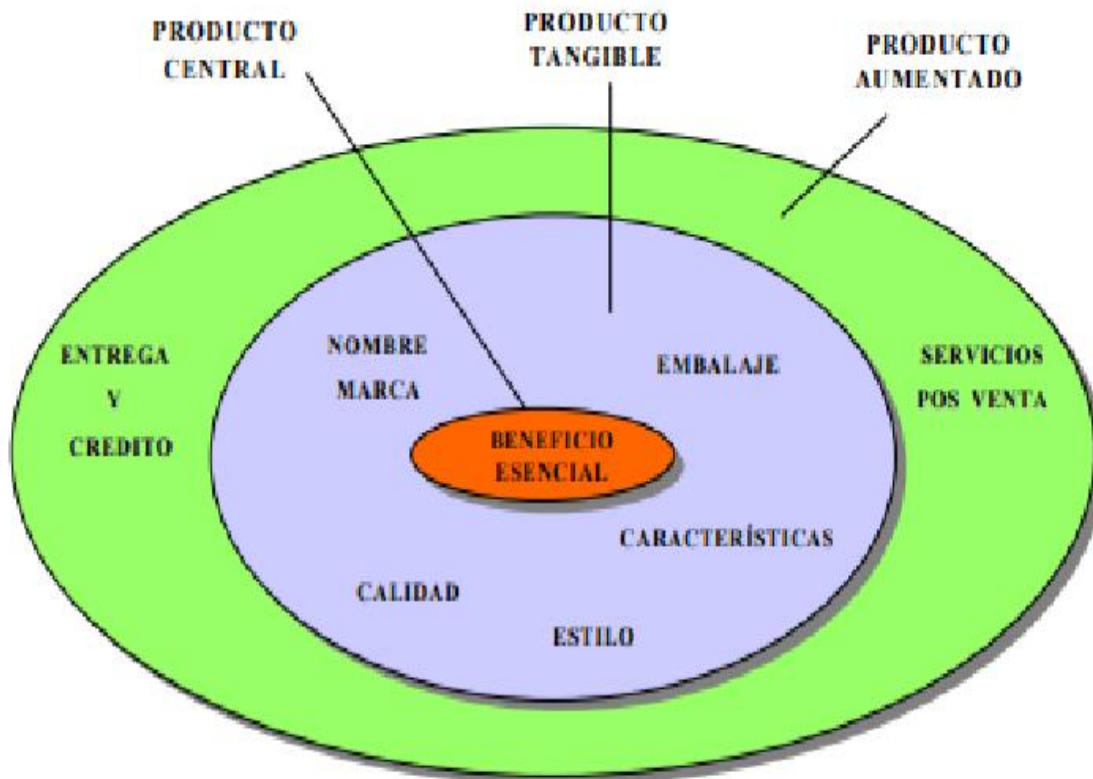 PRODUCTO
CENTRAL
PRODUCTO
TANGIBLE
PRODUCTO
AUMENTADO
ENTREGA
Y
CREDITO
NOMBRE
MARCA
EMBALAJE
SERVICIOS
POS VENTA
BENEFICIO
ESENCIAL
CARACTERÍSTICAS
CALIDAD
ESTILO